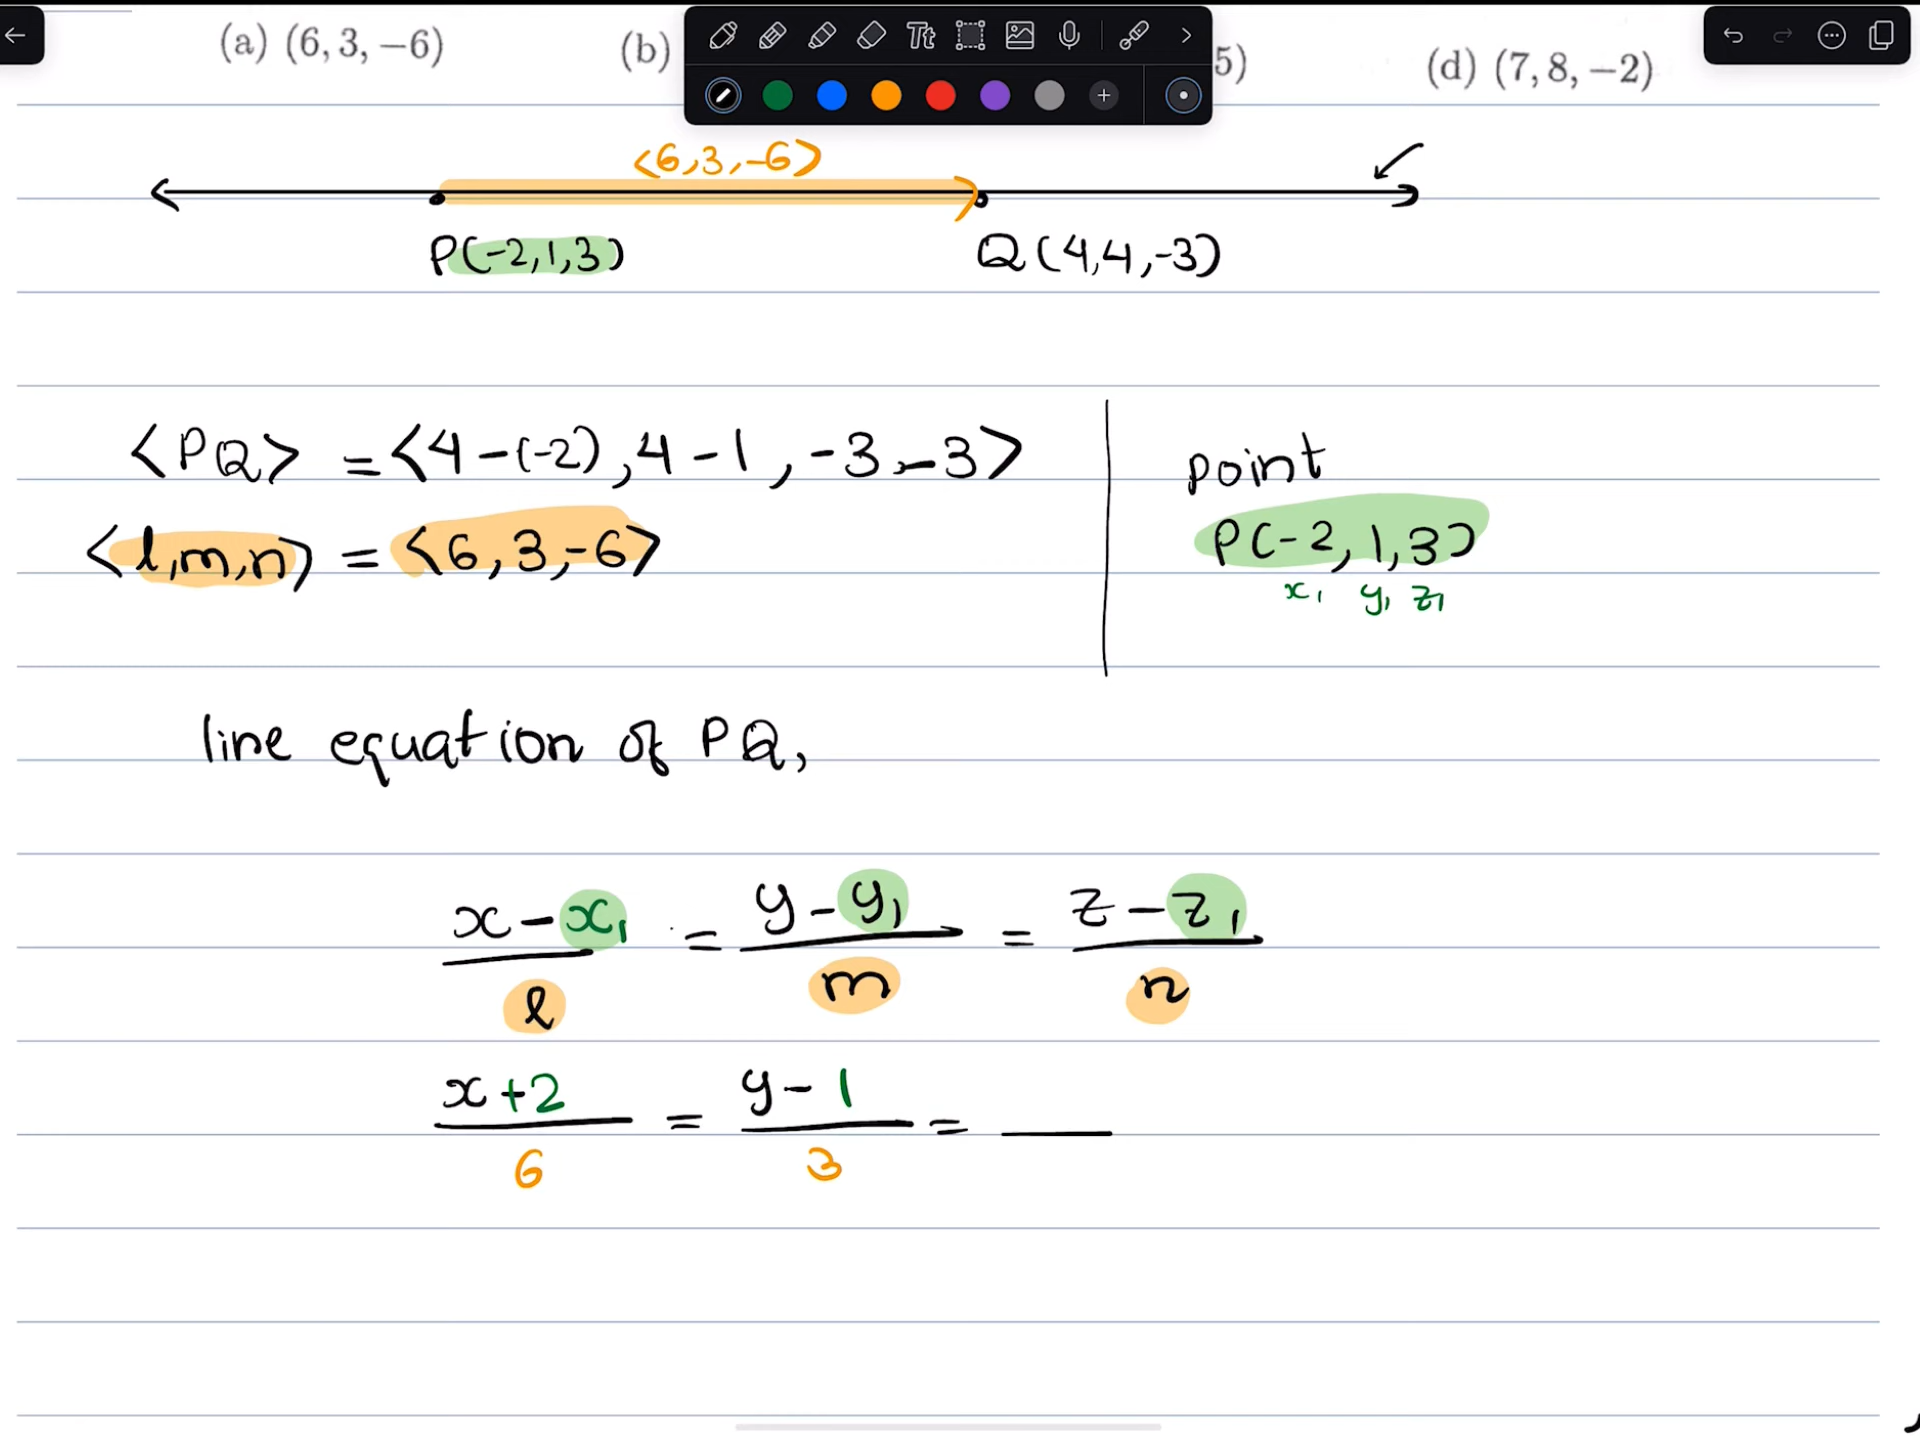 (a) (6, 3, −6) (b) 5) (d) (7, 8, −2)
Tt
<6,3,-6>
P(-2,1,3) Q(4,4,-3)
<PQ> = <4-(-2),4-1,-3-3>
<l,m,n> = <6,3,-6>
point
P(-2,1,3)
x₁ y₁ z₁
line equation of PQ,
x-x₁ / l = y-y₁ / m = z-z₁ / n
x+2 / 6 = y-1 / 3 =